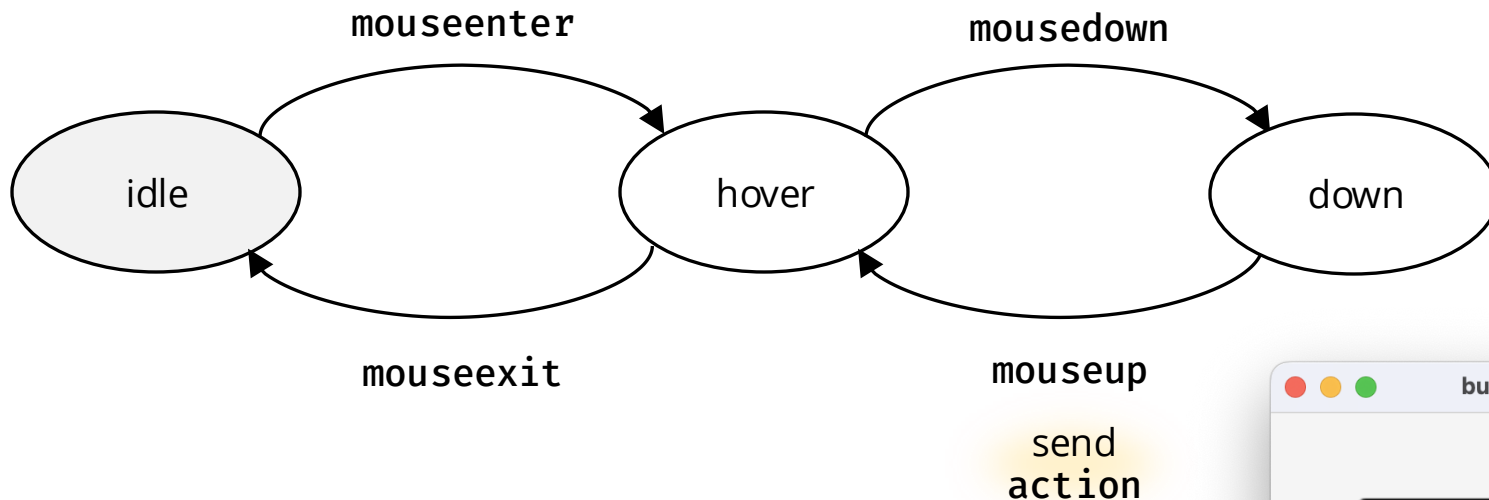 mouseenter
mousedown
idle
hover
down
mouseexit
mouseup
send
action